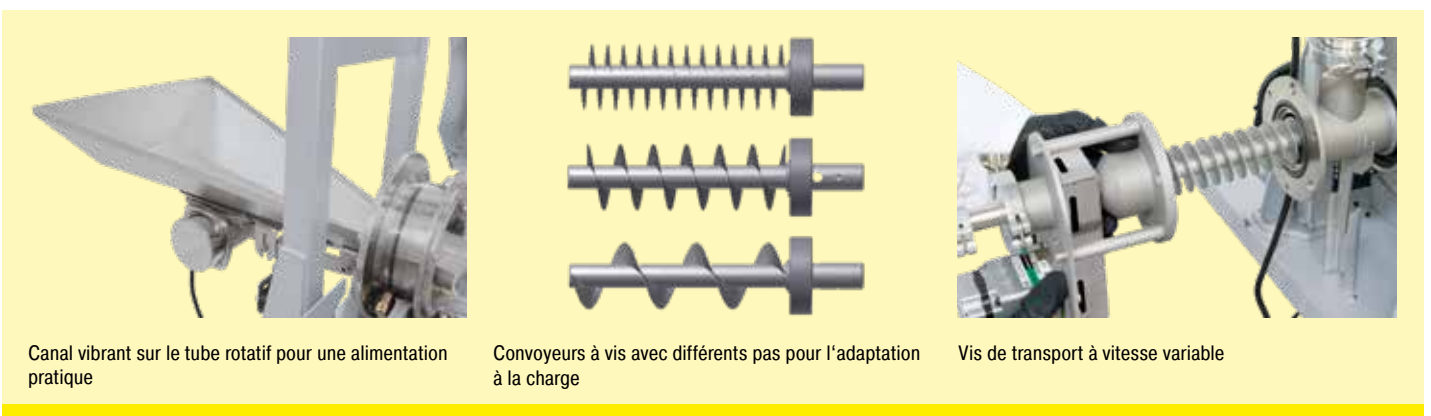 Canal vibrant sur le tube rotatif pour une alimentation
pratique
Convoyeurs à vis avec différents pas pour l‘adaptation
à la charge
Vis de transport à vitesse variable